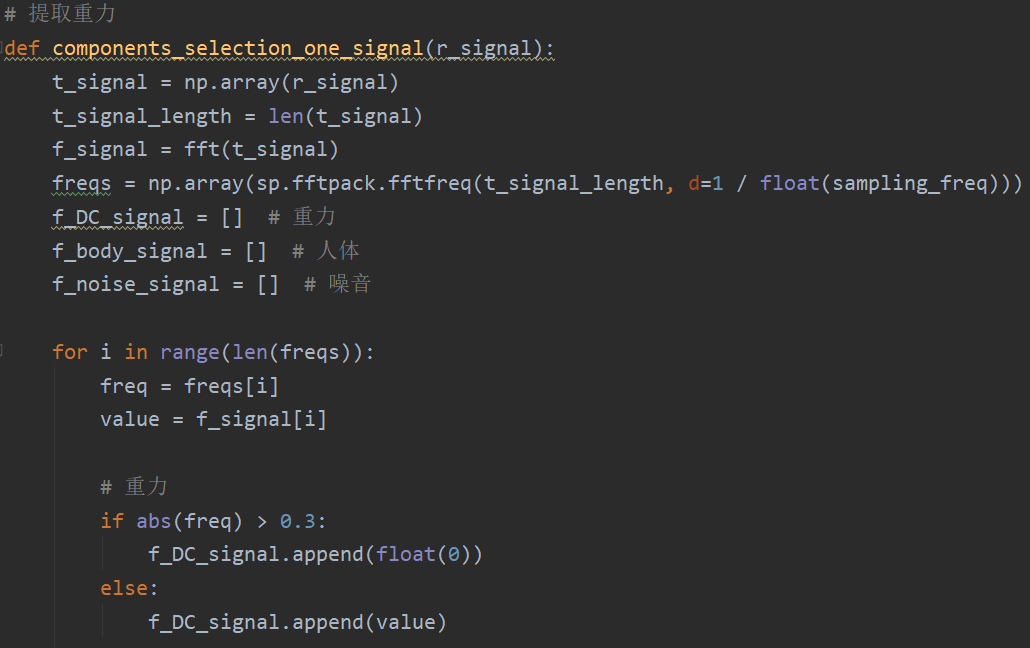 # 提取重力
def components_selection_one_signal(r_signal):
    t_signal = np.array(r_signal)
    t_signal_length = len(t_signal)
    f_signal = fft(t_signal)
    freqs = np.array(sp.fftpack.fftfreq(t_signal_length, d=1 / float(sampling_freq)))
    f_DC_signal = []  # 重力
    f_body_signal = []  # 人体
    f_noise_signal = []  # 噪音
    for i in range(len(freqs)):
        freq = freqs[i]
        value = f_signal[i]
        # 重力
        if abs(freq) > 0.3:
            f_DC_signal.append(float(0))
        else:
            f_DC_signal.append(value)